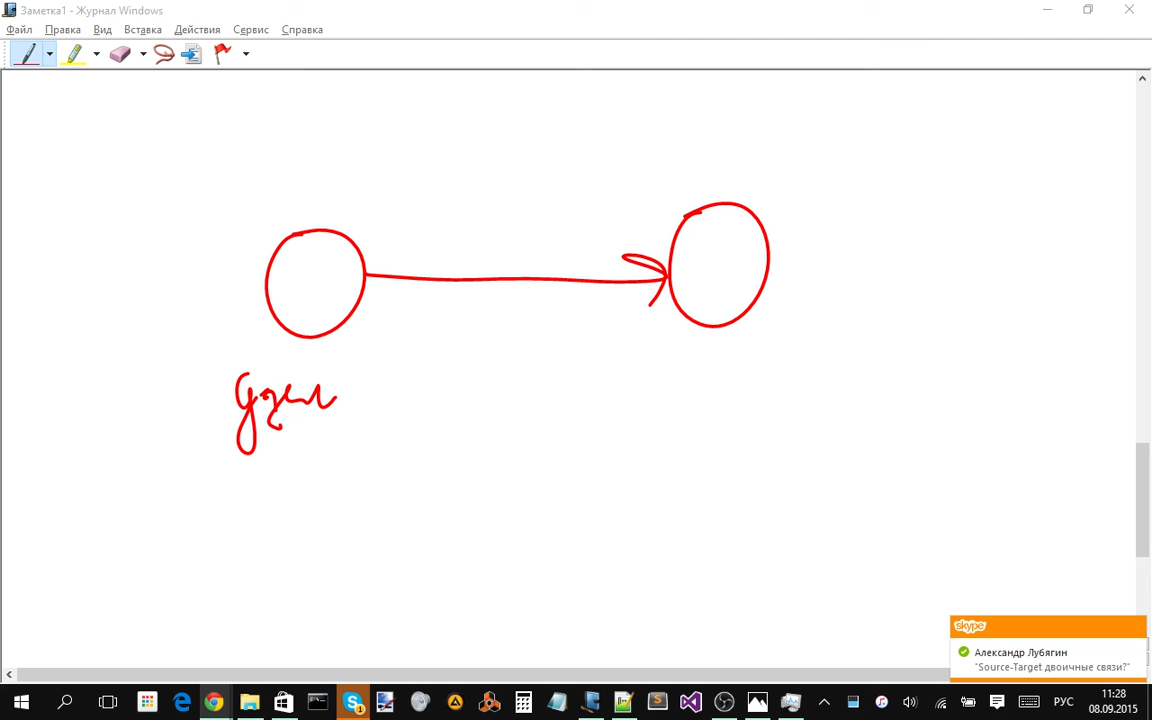 Заметка1 - Журнал Windows
Файл Правка Вид Вставка Действия Сервис Справка
узел
skype
Александр Лубягин
"Source-Target двоичные связи?"
РУС
11:28
08.09.2015